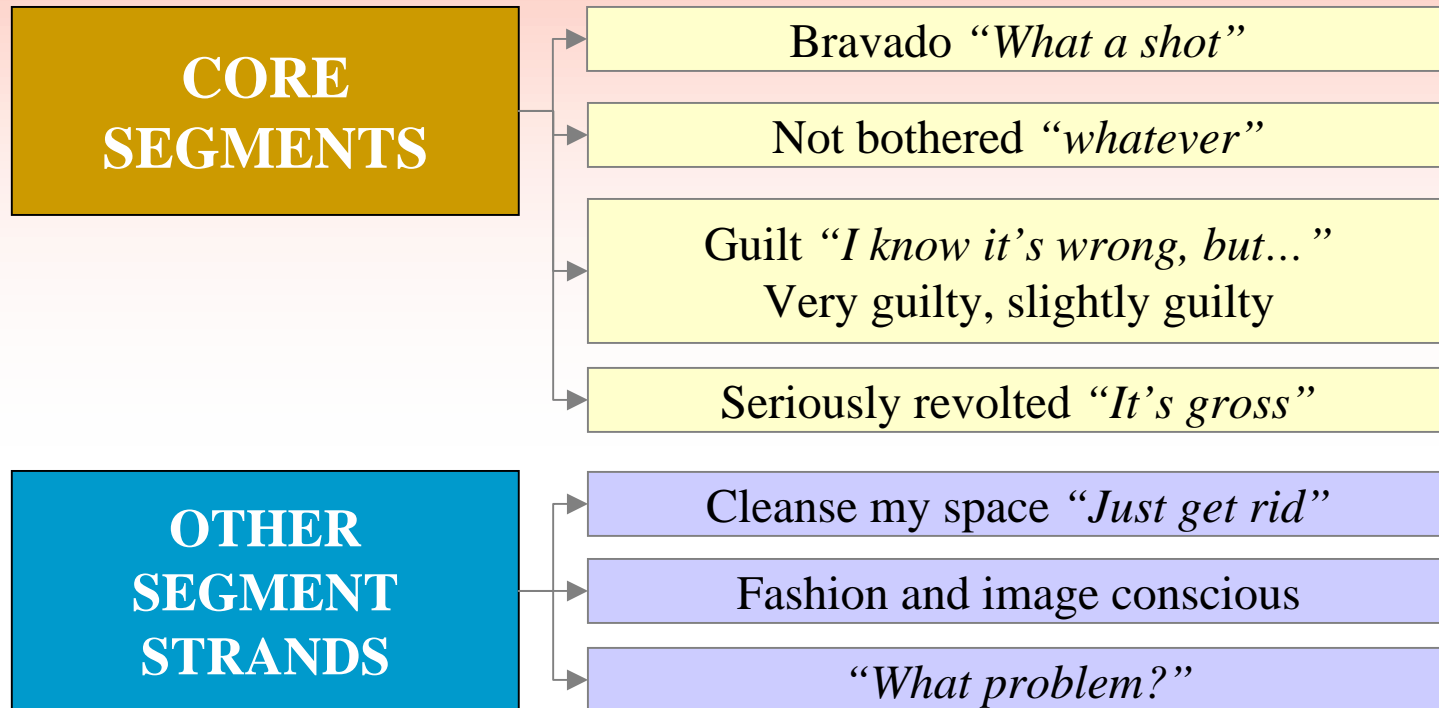 CORE
SEGMENTS
Bravado “What a shot”
Not bothered “whatever”
Guilt “I know it’s wrong, but…”
Very guilty, slightly guilty
Seriously revolted “It’s gross”
OTHER
SEGMENT
STRANDS
Cleanse my space “Just get rid”
Fashion and image conscious
“What problem?”